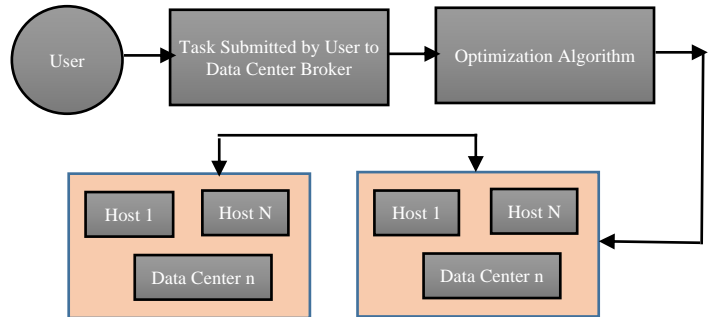 User
Task Submitted by User to
Data Center Broker
Optimization Algorithm
Host 1
Host N
Data Center n
Host 1
Host N
Data Center n